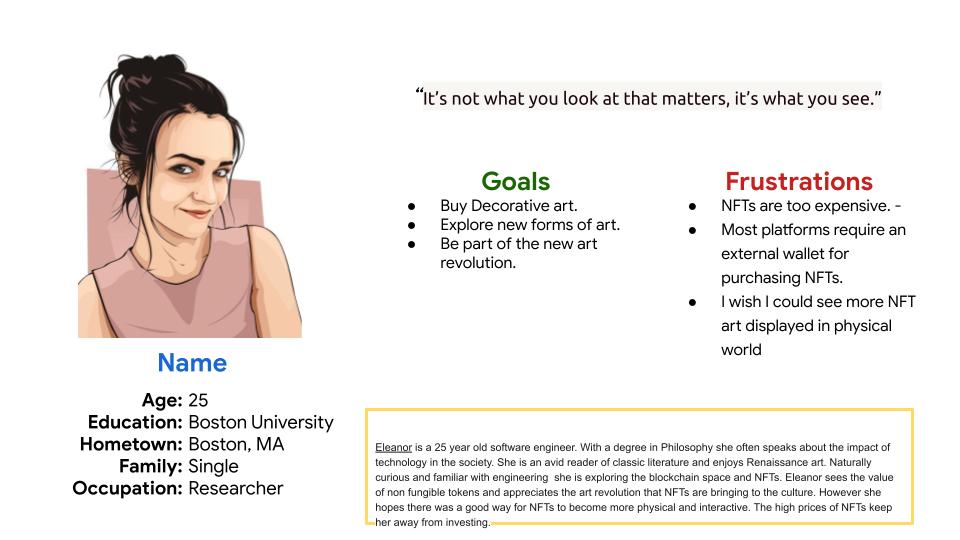 “It’s not what you look at that matters, it’s what you see.”
Goals
● Buy Decorative art.
● Explore new forms of art.
● Be part of the new art
revolution.
Frustrations
● NFTs are too expensive. -
● Most platforms require an
external wallet for
purchasing NFTs.
● I wish I could see more NFT
art displayed in physical
world
Name
Age: 25
Education: Boston University
Hometown: Boston, MA
Family: Single
Occupation: Researcher
Eleanor is a 25 year old software engineer. With a degree in Philosophy she often speaks about the impact of
technology in the society. She is an avid reader of classic literature and enjoys Renaissance art. Naturally
curious and familiar with engineering  she is exploring the blockchain space and NFTs. Eleanor sees the value
of non fungible tokens and appreciates the art revolution that NFTs are bringing to the culture. However she
hopes there was a good way for NFTs to become more physical and interactive. The high prices of NFTs keep
her away from investing.